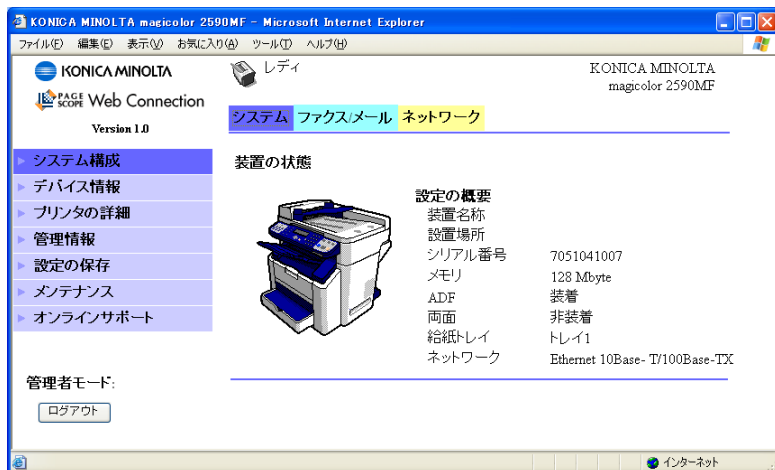 KONICA MINOLTA magicolor 2590MF - Microsoft Internet Explorer
ファイル(F) 編集(E) 表示(V) お気に入り(A) ツール(T) ヘルプ(H)
KONICA MINOLTA
レディ
KONICA MINOLTA
magicolor 2590MF
PAGE SCOPE Web Connection
Version 1.0
システム ファクス/メール ネットワーク
システム構成
デバイス情報
プリンタの詳細
管理情報
設定の保存
メンテナンス
オンラインサポート
管理者モード:
ログアウト
装置の状態
設定の概要
装置名称
設置場所
シリアル番号 7051041007
メモリ 128 Mbyte
ADF 装着
両面 非装着
給紙トレイ トレイ1
ネットワーク Ethernet 10Base- T/100Base-TX
インターネット